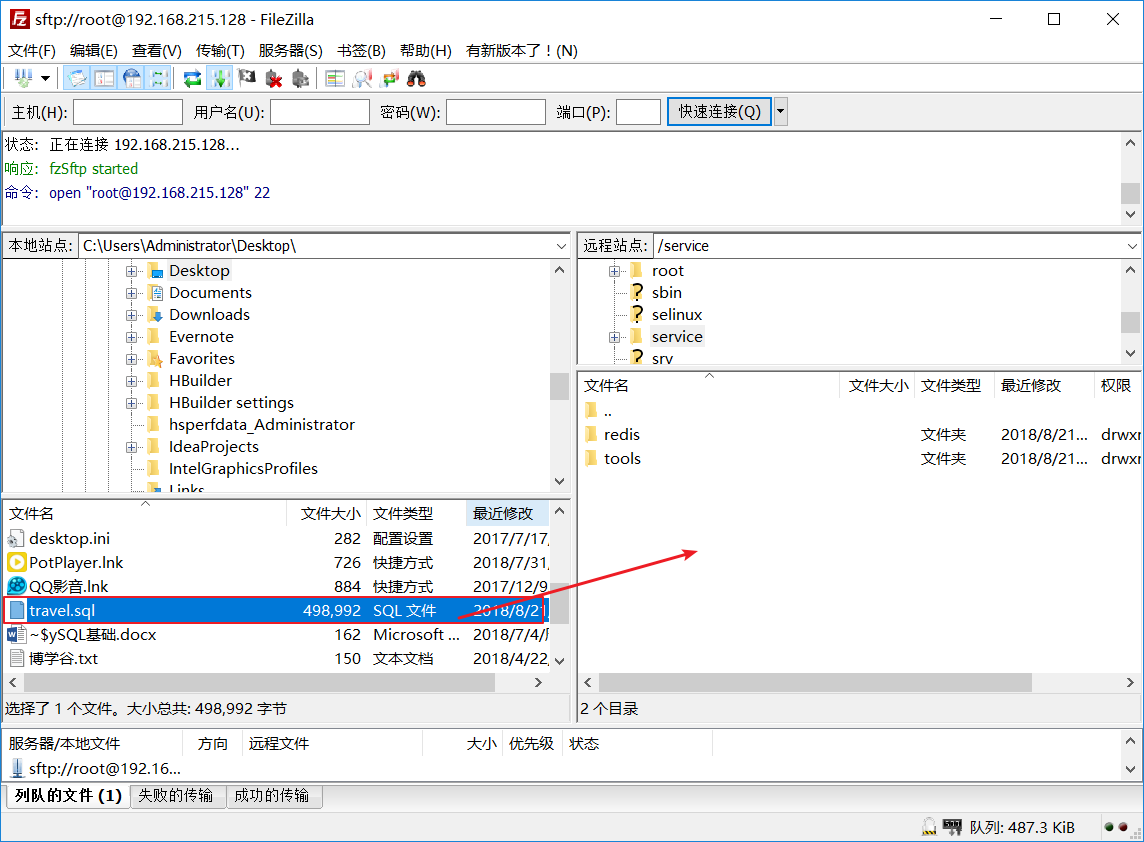 sftp://root@192.168.215.128 - FileZilla
文件(F) 编辑(E) 查看(V) 传输(T) 服务器(S) 书签(B) 帮助(H) 有新版本了！(N)
主机(H): 用户名(U): 密码(W): 端口(P): 快速连接(Q)
状态: 正在连接 192.168.215.128...
响应: fzSftp started
命令: open "root@192.168.215.128" 22
本地站点: C:\Users\Administrator\Desktop\
Desktop
Documents
Downloads
Evernote
Favorites
HBuilder
HBuilder settings
hsperfdata_Administrator
IdeaProjects
IntelGraphicsProfiles
Links
远程站点: /service
root
sbin
selinux
service
srv
文件名 文件大小 文件类型 最近修改
desktop.ini 282 配置设置 2017/7/17/
PotPlayer.lnk 726 快捷方式 2018/7/31/
QQ影音.lnk 884 快捷方式 2017/12/9
travel.sql 498,992 SQL 文件 2018/8/21/
~$ySQL基础.docx 162 Microsoft ... 2018/7/4/
博学谷.txt 150 文本文档 2018/4/22/
选择了 1 个文件。大小总共: 498,992 字节
文件名 文件大小 文件类型 最近修改 权限
..
redis 文件夹 2018/8/21... drwxr
tools 文件夹 2018/8/21... drwxr
2 个目录
服务器/本地文件 方向 远程文件 大小 优先级 状态
sftp://root@192.16...
列队的文件 (1) 失败的传输 成功的传输
队列: 487.3 KiB